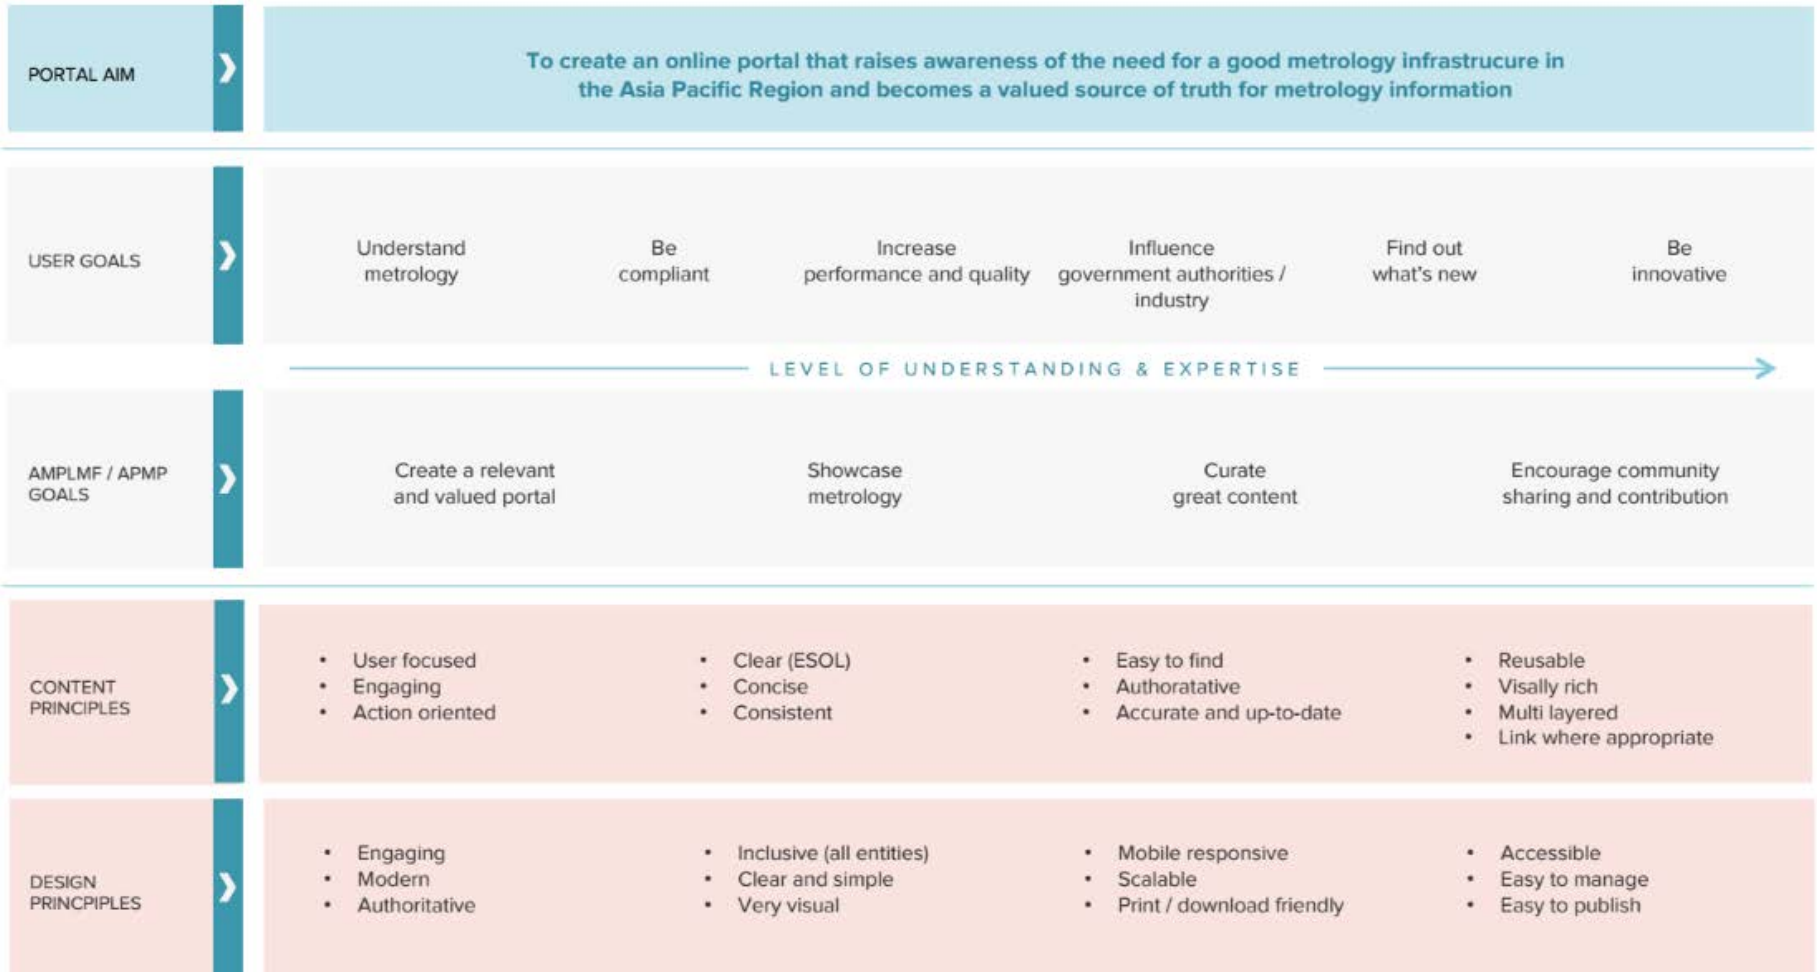 PORTAL AIM
To create an online portal that raises awareness of the need for a good metrology infrastrucure in
the Asia Pacific Region and becomes a valued source of truth for metrology information
USER GOALS
Understand
metrology
Be
compliant
Increase
performance and quality
Influence
government authorities /
industry
Find out
what's new
Be
innovative
LEVEL OF UNDERSTANDING & EXPERTISE
AMPLMF / APMP
GOALS
Create a relevant
and valued portal
Showcase
metrology
Curate
great content
Encourage community
sharing and contribution
CONTENT
PRINCIPLES
• User focused
• Engaging
• Action oriented
• Clear (ESOL)
• Concise
• Consistent
• Easy to find
• Authoratative
• Accurate and up-to-date
• Reusable
• Visally rich
• Multi layered
• Link where appropriate
DESIGN
PRINCPIPLES
• Engaging
• Modern
• Authoritative
• Inclusive (all entities)
• Clear and simple
• Very visual
• Mobile responsive
• Scalable
• Print / download friendly
• Accessible
• Easy to manage
• Easy to publish